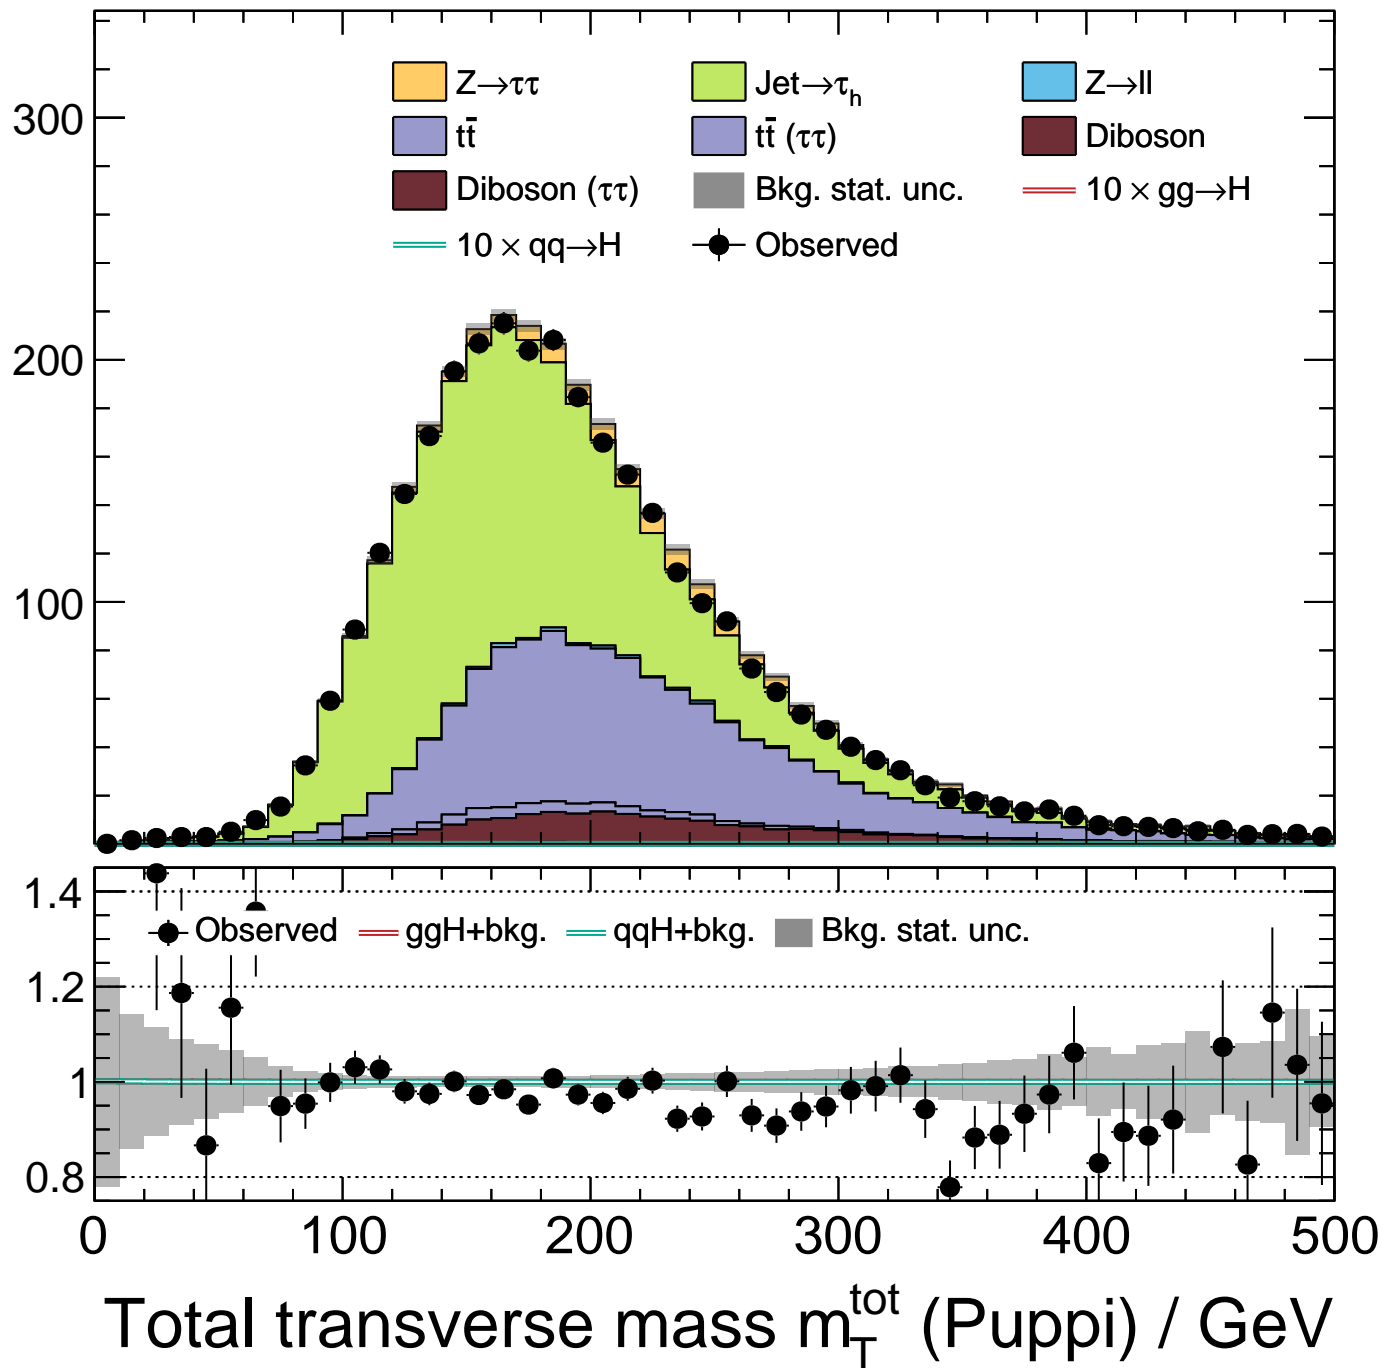 300
200
100
Z→ττ Jet→τh Z→ll
tt̄ tt̄ (ττ) Diboson
Diboson (ττ) Bkg. stat. unc. 10 × gg→H
10 × qq→H Observed
1.4
1.2
1
0.8
Observed ggH+bkg. qqH+bkg. Bkg. stat. unc.
0 100 200 300 400 500
Total transverse mass m_T^tot (Puppi) / GeV